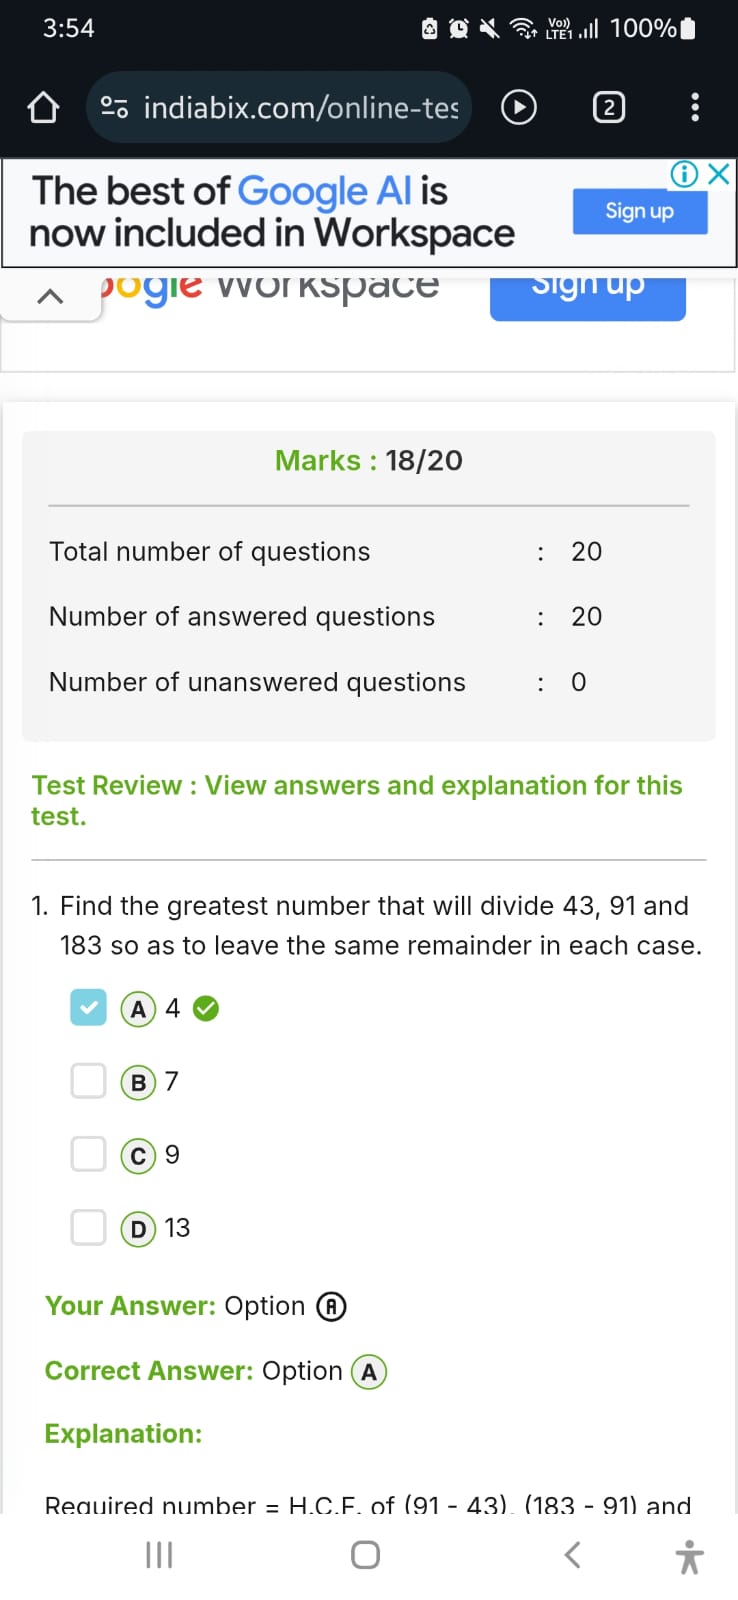 3:54
Vo)) LTE1 100%
indiabix.com/online-tes
2
The best of Google AI is
now included in Workspace
Sign up
oogle Workspace
Sign up
Marks : 18/20
Total number of questions : 20
Number of answered questions : 20
Number of unanswered questions : 0
Test Review : View answers and explanation for this
test.
1. Find the greatest number that will divide 43, 91 and
183 so as to leave the same remainder in each case.
A 4
B 7
C 9
D 13
Your Answer: Option A
Correct Answer: Option A
Explanation:
Required number = H.C.F. of (91 - 43), (183 - 91) and